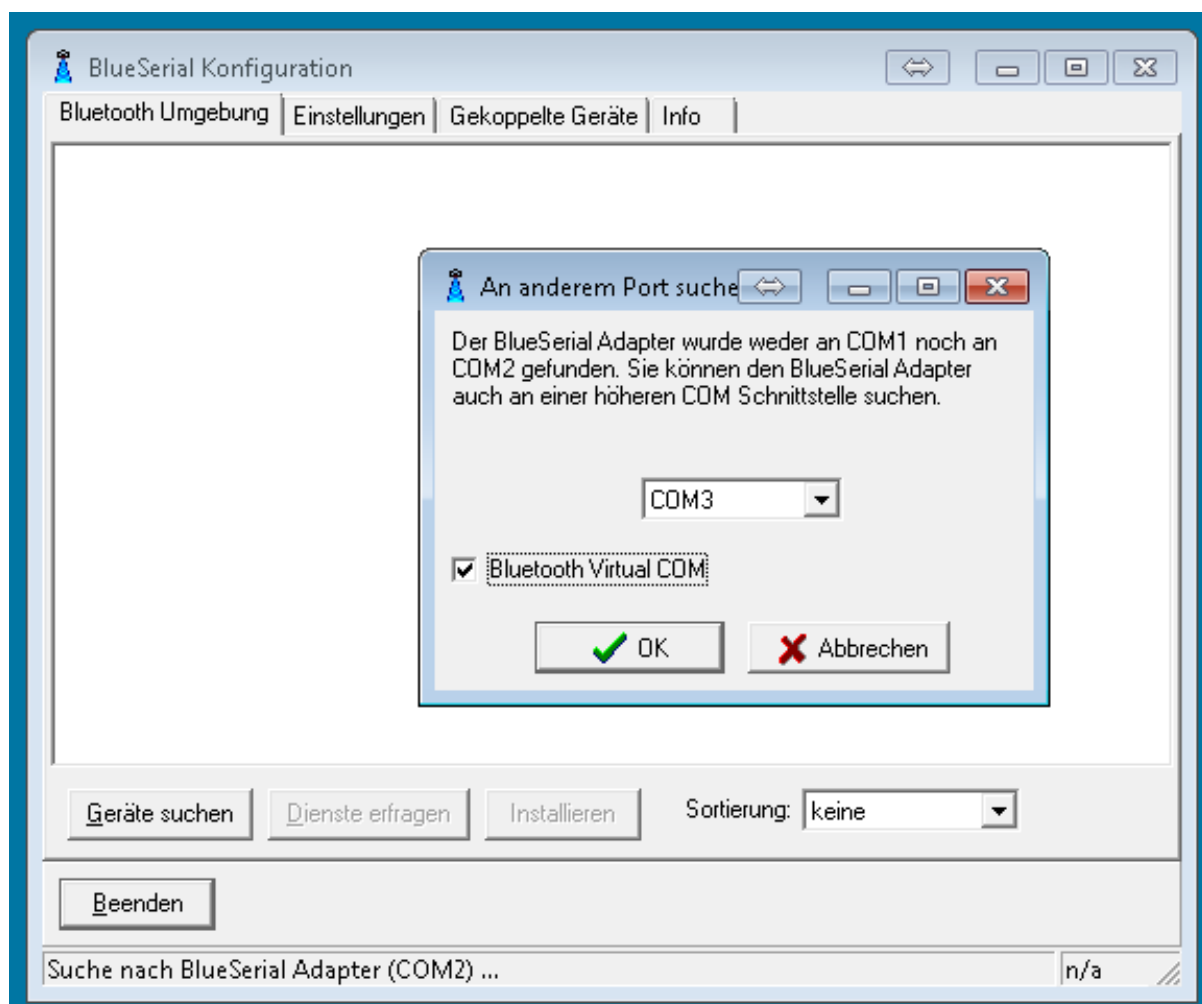 BlueSerial Konfiguration
Bluetooth Umgebung Einstellungen Gekoppelte Geräte Info
An anderem Port suche
Der BlueSerial Adapter wurde weder an COM1 noch an
COM2 gefunden. Sie können den BlueSerial Adapter
auch an einer höheren COM Schnittstelle suchen.
COM3
Bluetooth Virtual COM
OK Abbrechen
Geräte suchen Dienste erfragen Installieren Sortierung: keine
Beenden
Suche nach BlueSerial Adapter (COM2) ... n/a